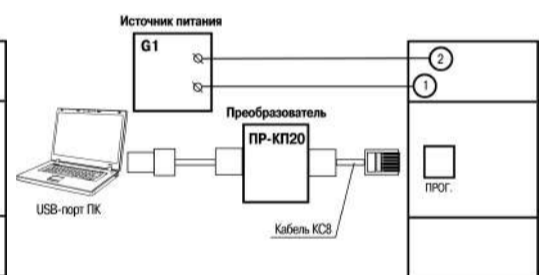 Источник питания
G1
2
1
Преобразователь
ПР-КП20
ПРОГ.
USB-порт ПК
Кабель КС8